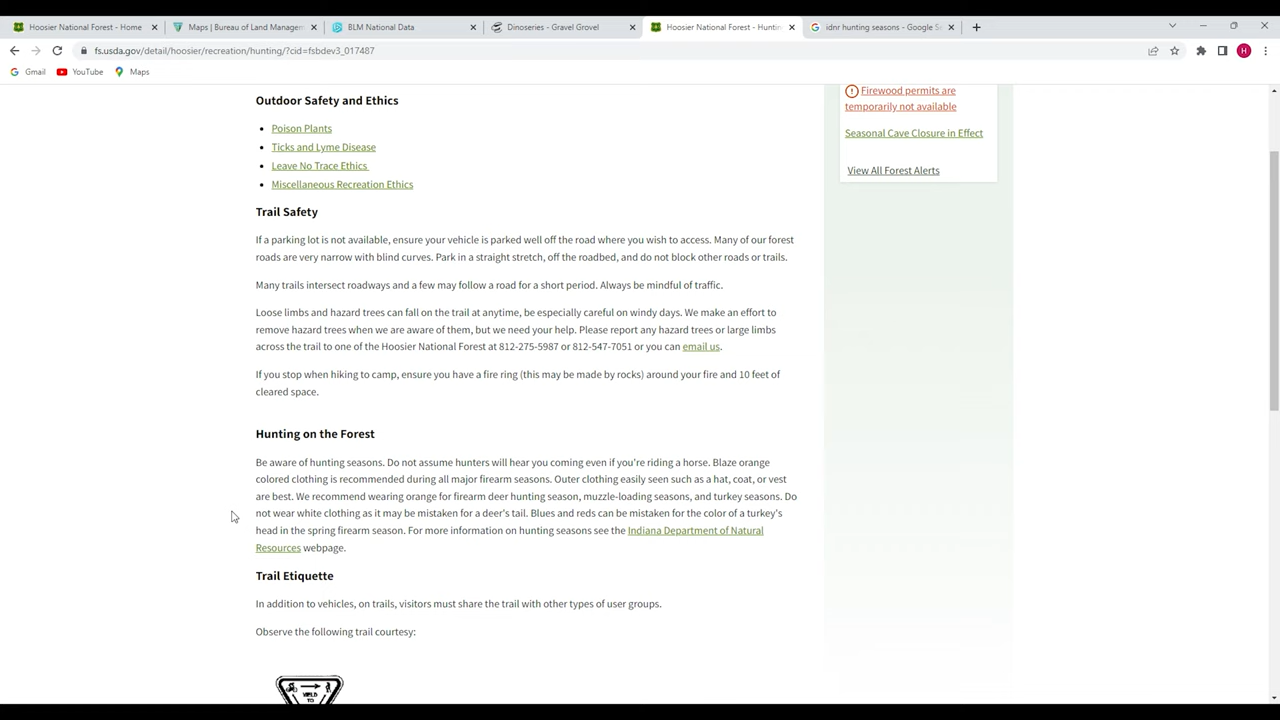 Hoosier National Forest - Home
Maps | Bureau of Land Managem
BLM National Data
Dinoseries - Gravel Grovel
Hoosier National Forest - Huntin
idnr hunting seasons - Google Se
fs.usda.gov/detail/hoosier/recreation/hunting/?cid=fsbdev3_017487
H
Gmail
YouTube
Maps
Outdoor Safety and Ethics
Poison Plants
Ticks and Lyme Disease
Leave No Trace Ethics
Miscellaneous Recreation Ethics
Trail Safety
If a parking lot is not available, ensure your vehicle is parked well off the road where you wish to access. Many of our forest
roads are very narrow with blind curves. Park in a straight stretch, off the roadbed, and do not block other roads or trails.
Many trails intersect roadways and a few may follow a road for a short period. Always be mindful of traffic.
Loose limbs and hazard trees can fall on the trail at anytime, be especially careful on windy days. We make an effort to
remove hazard trees when we are aware of them, but we need your help. Please report any hazard trees or large limbs
across the trail to one of the Hoosier National Forest at 812-275-5987 or 812-547-7051 or you can email us.
If you stop when hiking to camp, ensure you have a fire ring (this may be made by rocks) around your fire and 10 feet of
cleared space.
Hunting on the Forest
Be aware of hunting seasons. Do not assume hunters will hear you coming even if you're riding a horse. Blaze orange
colored clothing is recommended during all major firearm seasons. Outer clothing easily seen such as a hat, coat, or vest
are best. We recommend wearing orange for firearm deer hunting season, muzzle-loading seasons, and turkey seasons. Do
not wear white clothing as it may be mistaken for a deer's tail. Blues and reds can be mistaken for the color of a turkey's
head in the spring firearm season. For more information on hunting seasons see the Indiana Department of Natural
Resources webpage.
Trail Etiquette
In addition to vehicles, on trails, visitors must share the trail with other types of user groups.
Observe the following trail courtesy:
YIELD
TO
Firewood permits are
temporarily not available
Seasonal Cave Closure in Effect
View All Forest Alerts